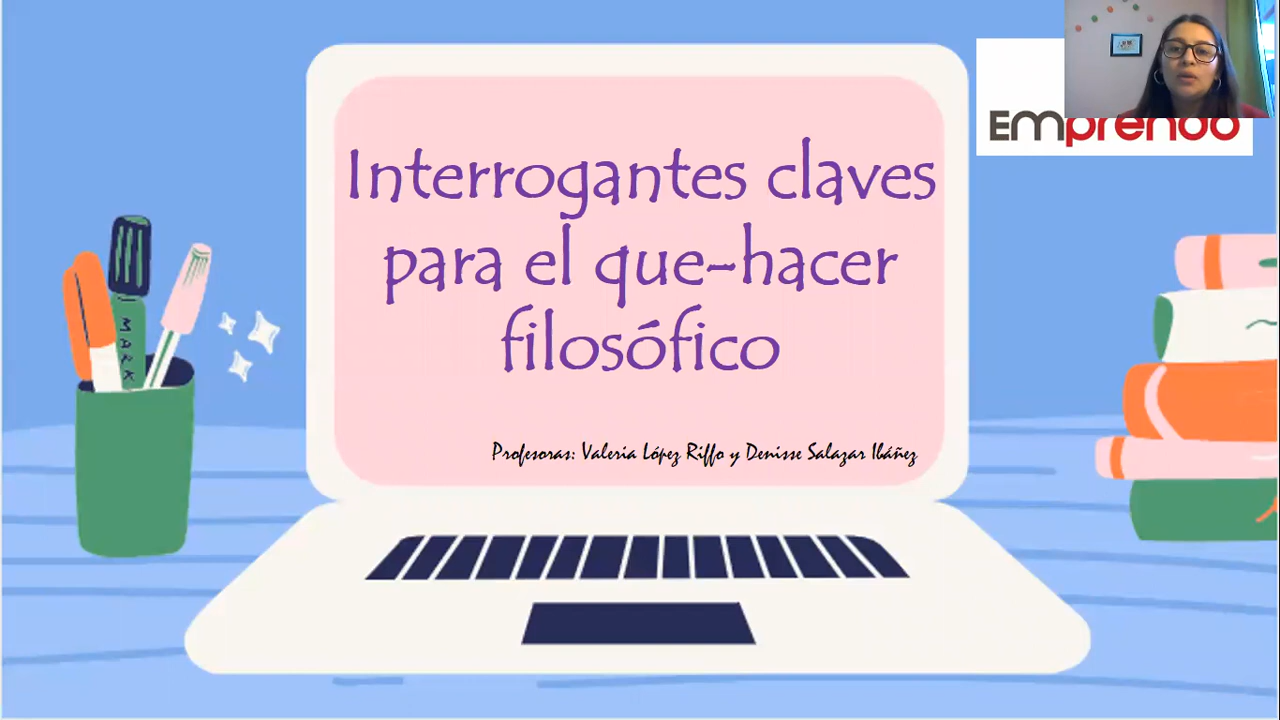 Interrogantes claves
para el que-hacer
filosófico
Profesoras: Valeria López Riffo y Denisse Salazar Ibáñez
Emprendo
MARK